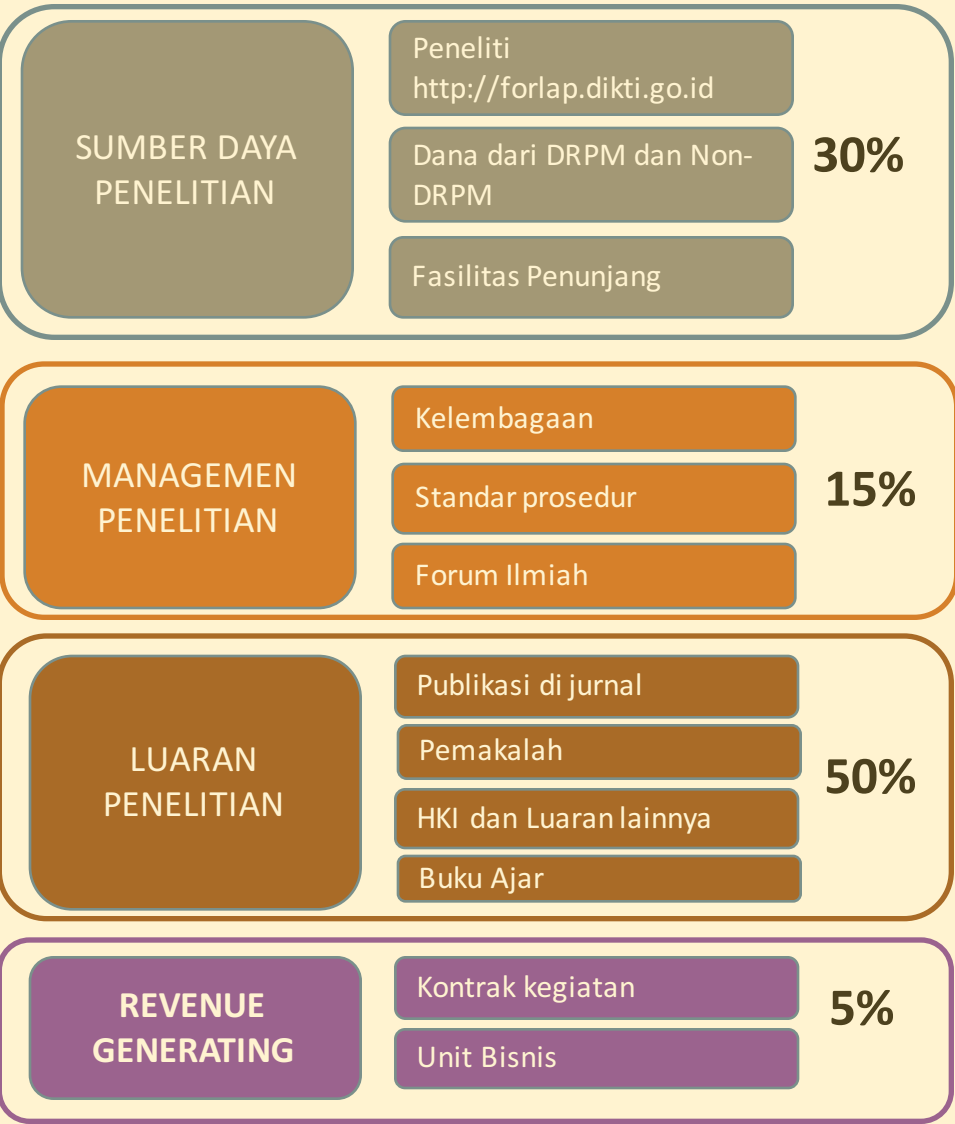 SUMBER DAYA
PENELITIAN
Peneliti
http://forlap.dikti.go.id
Dana dari DRPM dan Non-
DRPM
Fasilitas Penunjang
30%
MANAGEMEN
PENELITIAN
Kelembagaan
Standar prosedur
Forum Ilmiah
15%
LUARAN
PENELITIAN
Publikasi di jurnal
Pemakalah
HKI dan Luaran lainnya
Buku Ajar
50%
REVENUE
GENERATING
Kontrak kegiatan
Unit Bisnis
5%